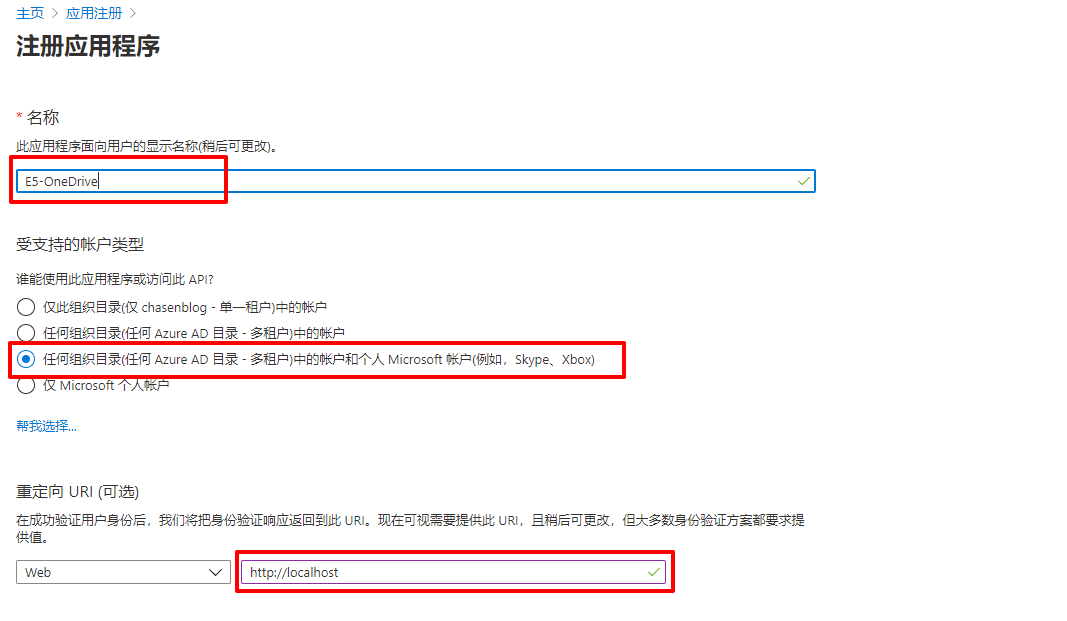 主页 > 应用注册 >
注册应用程序
* 名称
此应用程序面向用户的显示名称(稍后可更改)。
E5-OneDrive
受支持的帐户类型
谁能使用此应用程序或访问此 API?
仅此组织目录(仅 chasenblog - 单一租户)中的帐户
任何组织目录(任何 Azure AD 目录 - 多租户)中的帐户
任何组织目录(任何 Azure AD 目录 - 多租户)中的帐户和个人 Microsoft 帐户(例如，Skype、Xbox)
仅 Microsoft 个人帐户
帮我选择...
重定向 URI (可选)
在成功验证用户身份后，我们将把身份验证响应返回到此 URI。现在可视需要提供此 URI，且稍后可更改，但大多数身份验证方案都要求提
供值。
Web
http://localhost